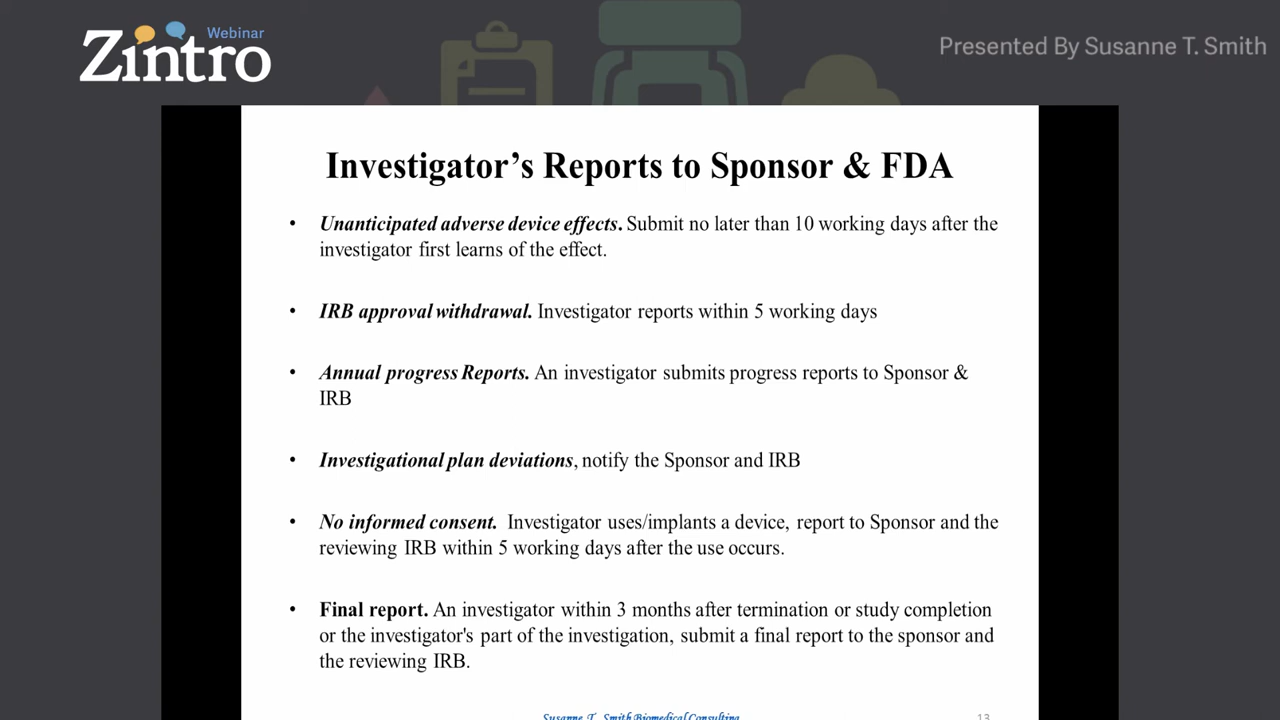 Webinar
Zintro
Presented By Susanne T. Smith
Investigator’s Reports to Sponsor & FDA
• Unanticipated adverse device effects. Submit no later than 10 working days after the
investigator first learns of the effect.
• IRB approval withdrawal. Investigator reports within 5 working days
• Annual progress Reports. An investigator submits progress reports to Sponsor &
IRB
• Investigational plan deviations, notify the Sponsor and IRB
• No informed consent. Investigator uses/implants a device, report to Sponsor and the
reviewing IRB within 5 working days after the use occurs.
• Final report. An investigator within 3 months after termination or study completion
or the investigator's part of the investigation, submit a final report to the sponsor and
the reviewing IRB.
Susanne T. Smith Biomedical Consulting
13